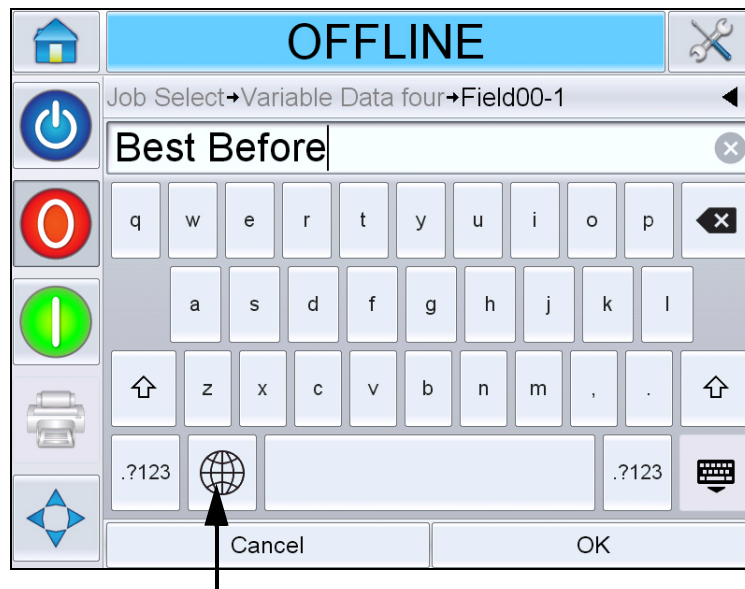 OFFLINE
Job Select→Variable Data four→Field00-1
Best Before
q w e r t y u i o p
a s d f g h j k l
z x c v b n m , .
.?123 .?123
Cancel OK